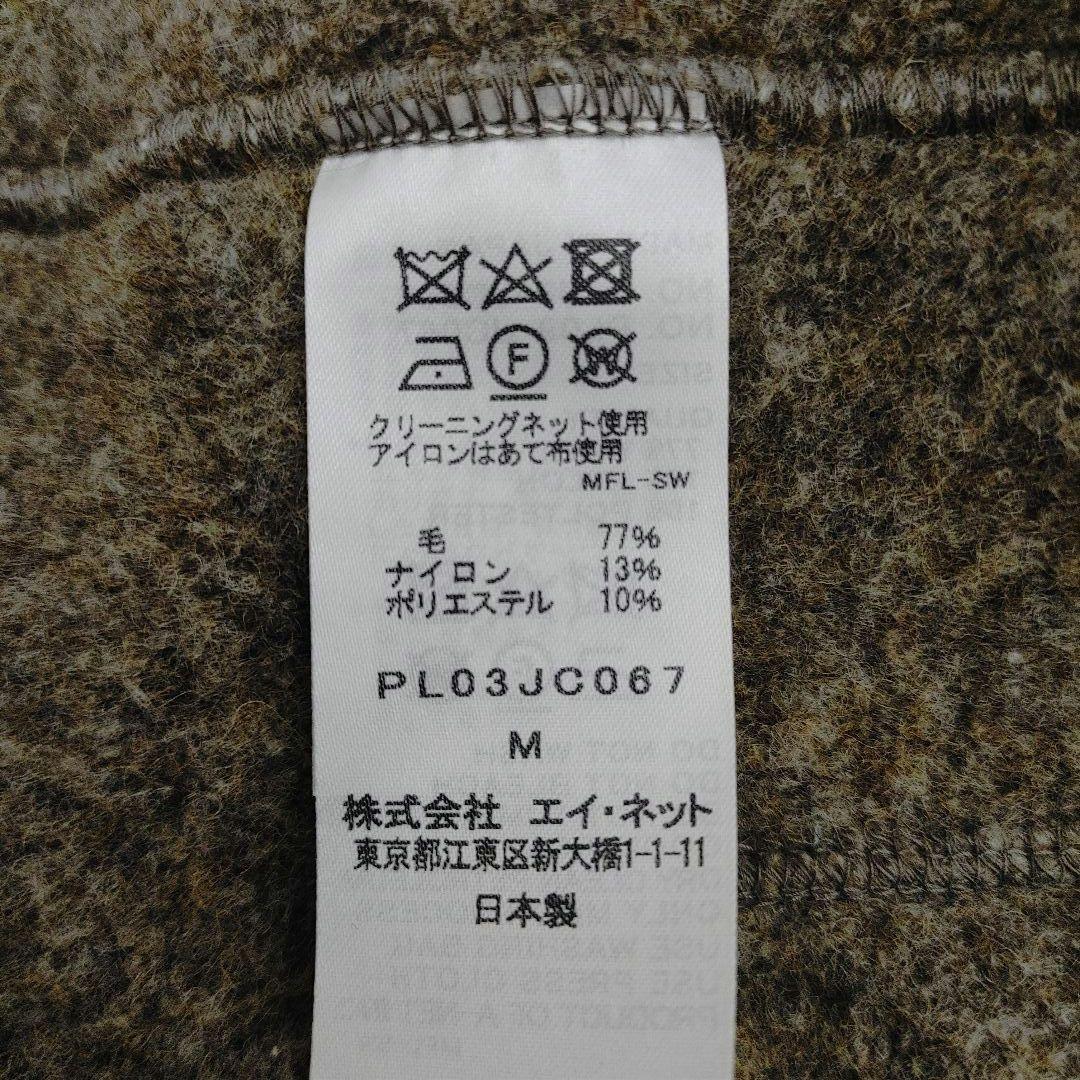 F
W
クリーニングネット使用
アイロンはあて布使用
MFL-SW
毛 77%
ナイロン 13%
ポリエステル 10%
PL03JC067
M
株式会社 エイ・ネット
東京都江東区新大橋1-1-11
日本製